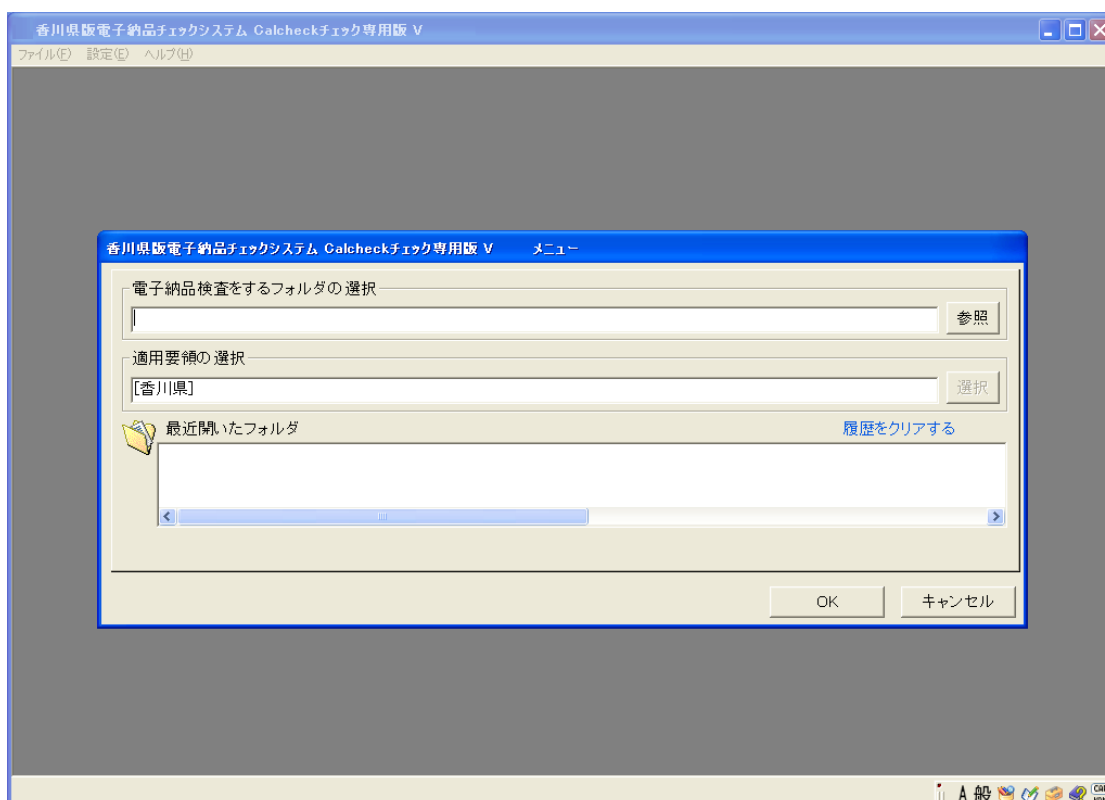 香川県版電子納品チェックシステム Calcheckチェック専用版 V
ファイル(F) 設定(E) ヘルプ(H)
香川県版電子納品チェックシステム Calcheckチェック専用版 V メニュー
電子納品検査をするフォルダの選択
参照
適用要領の選択
[香川県]
選択
最近開いたフォルダ
履歴をクリアする
OK
キャンセル
A 般